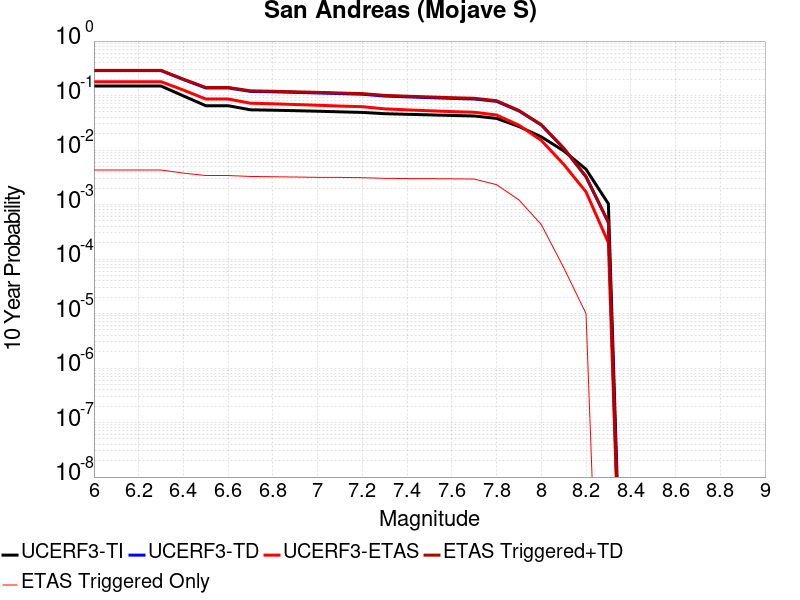 San Andreas (Mojave S)
10 0
10 -1
10 -2
10 -3
10 -4
10 -5
10 -6
10 -7
10 -8
10 Year Probability
6 6.2 6.4 6.6 6.8 7 7.2 7.4 7.6 7.8 8 8.2 8.4 8.6 8.8 9
Magnitude
UCERF3-TI UCERF3-TD UCERF3-ETAS ETAS Triggered+TD
ETAS Triggered Only